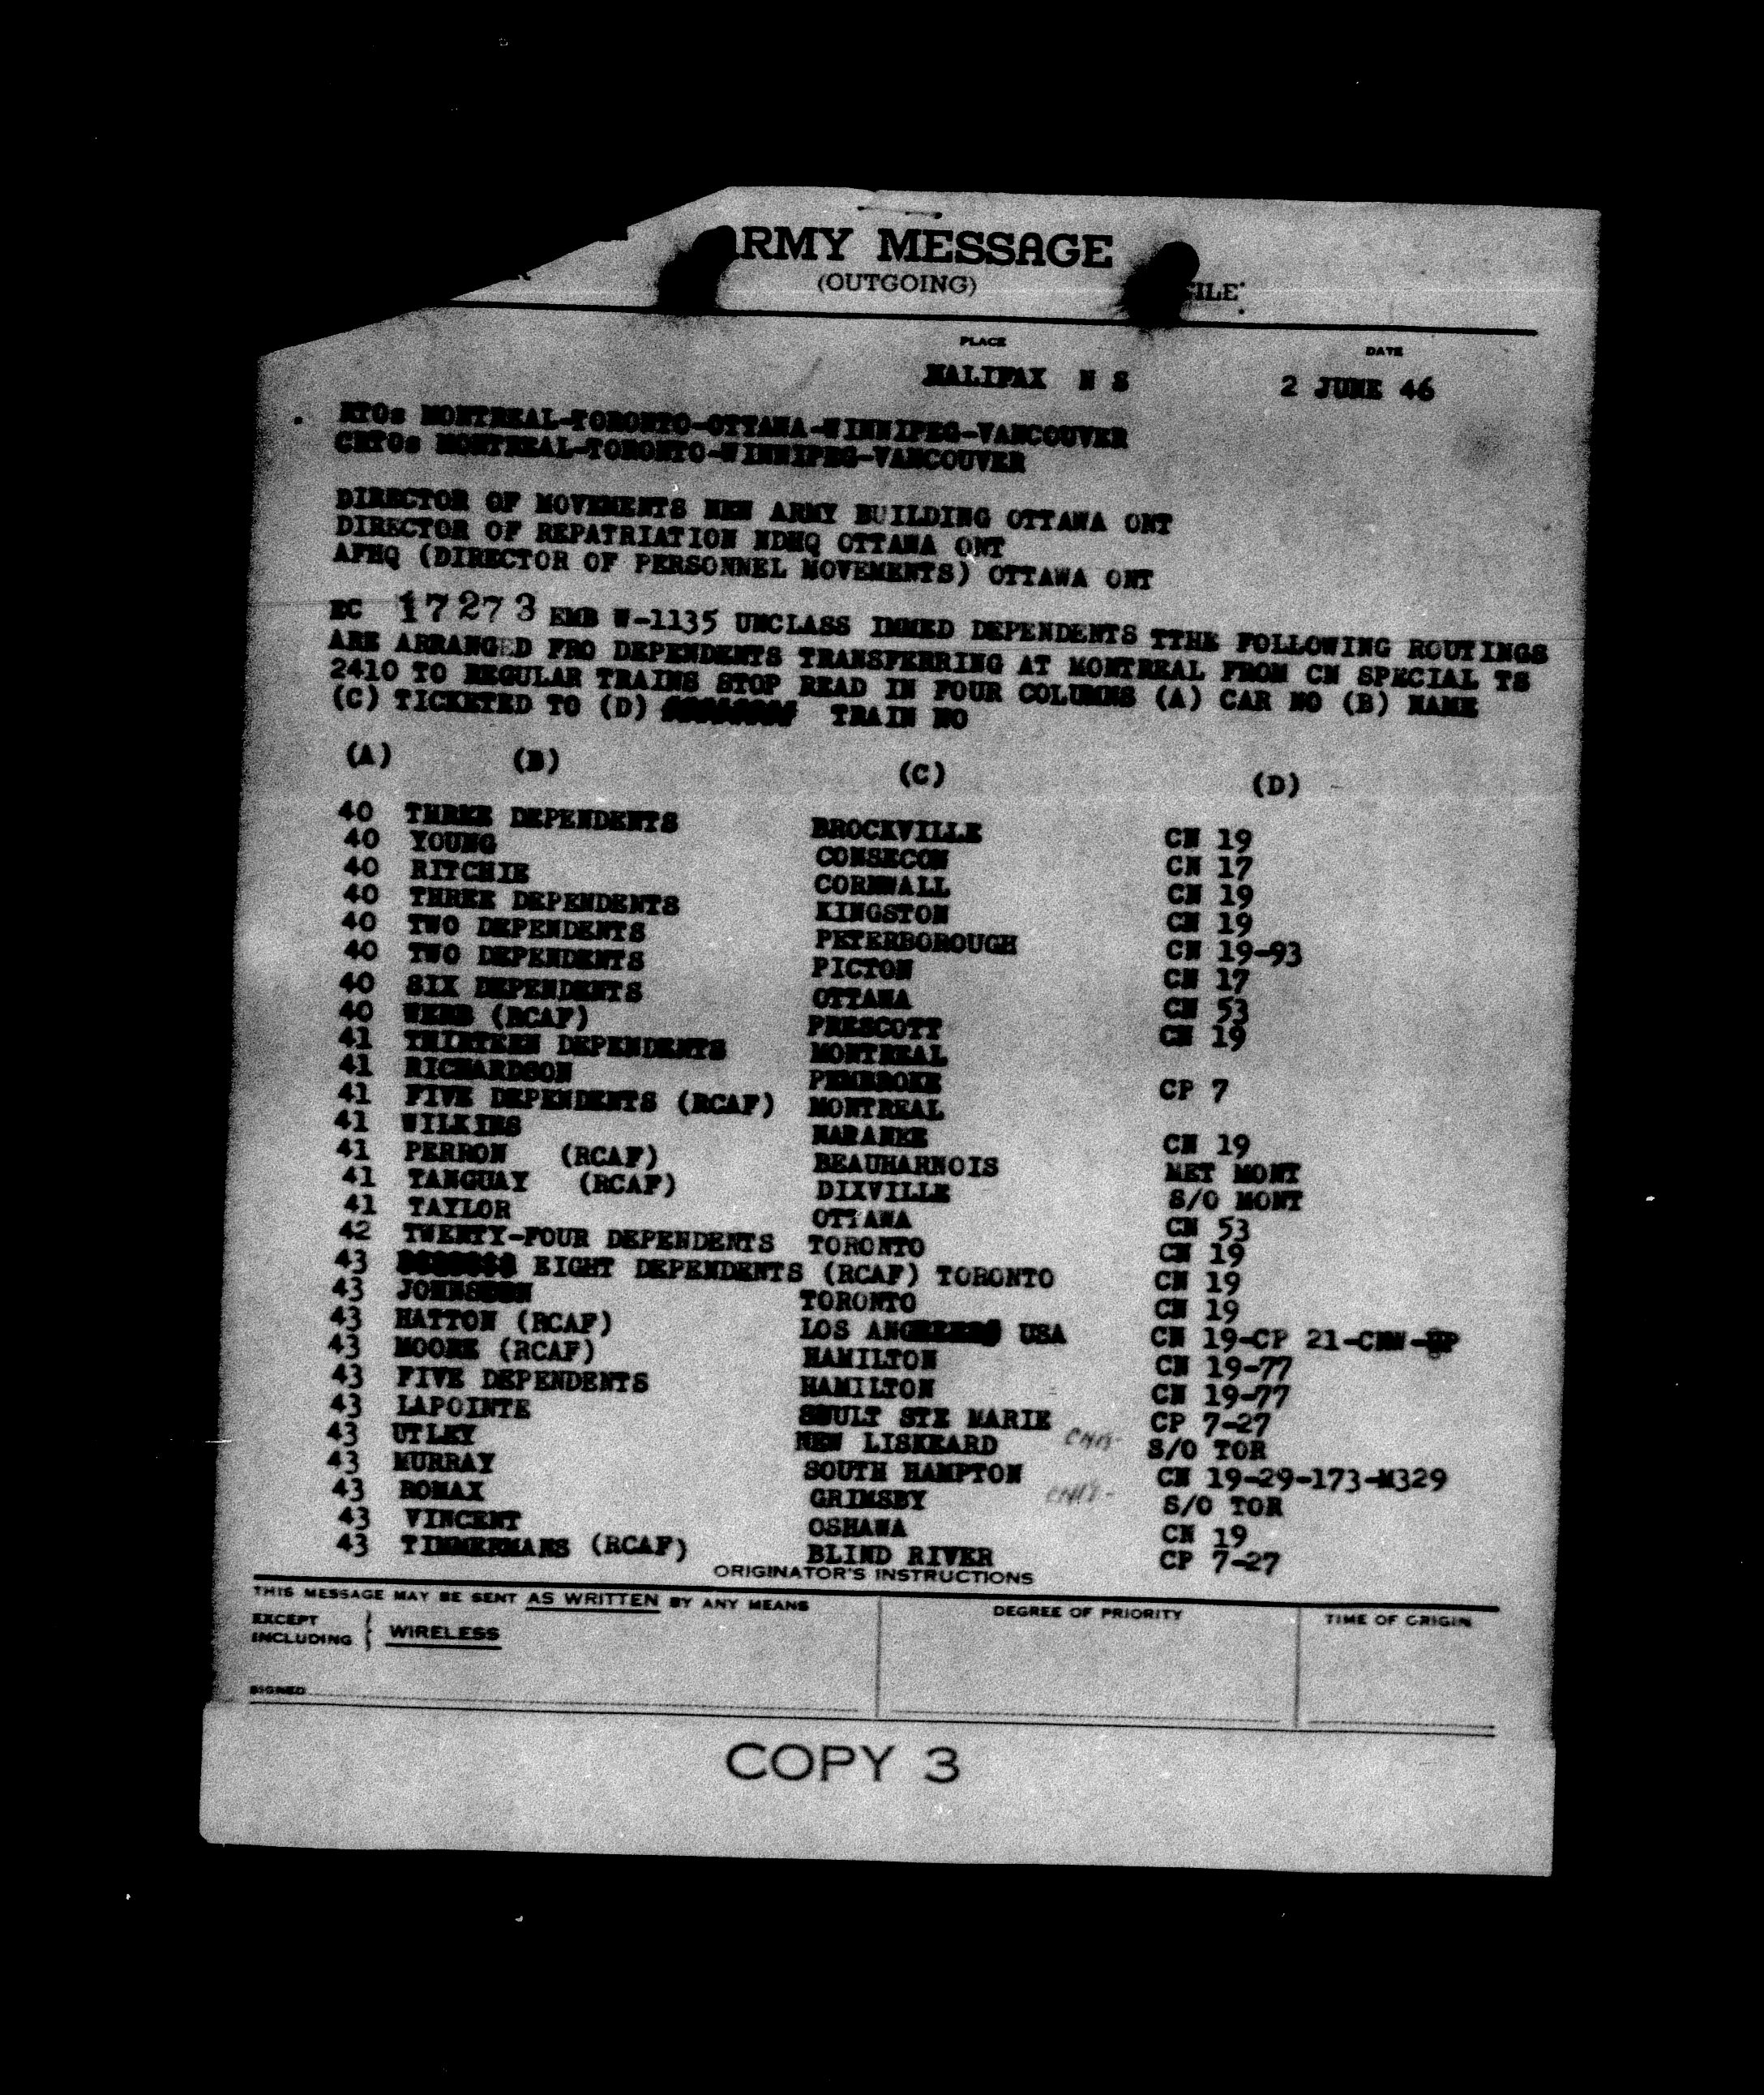 ARMY MESSAGE
(OUTGOING)
FILE
PLACE DATE
HALIFAX N S 2 JUNE 46
RTOs MONTREAL-TORONTO-OTTAWA-WINNIPEG-VANCOUVER
CRTOs MONTREAL-TORONTO-WINNIPEG-VANCOUVER
DIRECTOR OF MOVEMENTS NEW ARMY BUILDING OTTAWA ONT
DIRECTOR OF REPATRIATION NDHQ OTTAWA ONT
AFHQ (DIRECTOR OF PERSONNEL MOVEMENTS) OTTAWA ONT
EC 17273 EMB W-1135 UNCLASS IMMED DEPENDENTS TTHE FOLLOWING ROUTINGS
ARE ARRANGED FRO DEPENDENTS TRANSFERRING AT MONTREAL FROM CN SPECIAL TS
2410 TO REGULAR TRAINS STOP READ IN FOUR COLUMNS (A) CAR NO (B) NAME
(C) TICKETED TO (D) TRAIN NO
(A) (B) (C) (D)
40 THREE DEPENDENTS BROCKVILLE CN 19
40 YOUNG CONSECON CN 17
40 RITCHIE CORNWALL CN 19
40 THREE DEPENDENTS KINGSTON CN 19
40 TWO DEPENDENTS PETERBOROUGH CN 19-93
40 TWO DEPENDENTS PICTON CN 17
40 SIX DEPENDENTS OTTAWA CN 53
40 WEBB (RCAF) PRESCOTT CN 19
41 THIRTEEN DEPENDENTS MONTREAL
41 RICHARDSON PEMBROKE CP 7
41 FIVE DEPENDENTS (RCAF) MONTREAL
41 WILKINS NAPANEE CN 19
41 PERRON (RCAF) BEAUHARNOIS MET MONT
41 TANGUAY (RCAF) DIXVILLE S/O MONT
41 TAYLOR OTTAWA CN 53
42 TWENTY-FOUR DEPENDENTS TORONTO CN 19
43 EIGHT DEPENDENTS (RCAF) TORONTO CN 19
43 TORONTO CN 19
43 HATTON (RCAF) LOS USA CN 19-CP 21-CNW-UP
43 MOORE (RCAF) HAMILTON CN 19-77
43 FIVE DEPENDENTS HAMILTON CN 19-77
43 LAPOINTE SAULT STE MARIE CP 7-27
43 UTLEY NEW LISKEARD S/O TOR
43 MURRAY SOUTH HAMPTON CN 19-29-173-M329
43 ROMAX GRIMSBY S/O TOR
43 VINCENT OSHAWA CN 19
43 TIMMERMANS (RCAF) BLIND RIVER CP 7-27
ORIGINATOR'S INSTRUCTIONS
THIS MESSAGE MAY BE SENT AS WRITTEN BY ANY MEANS DEGREE OF PRIORITY TIME OF ORIGIN
EXCEPT
INCLUDING WIRELESS
SIGNED
COPY 3